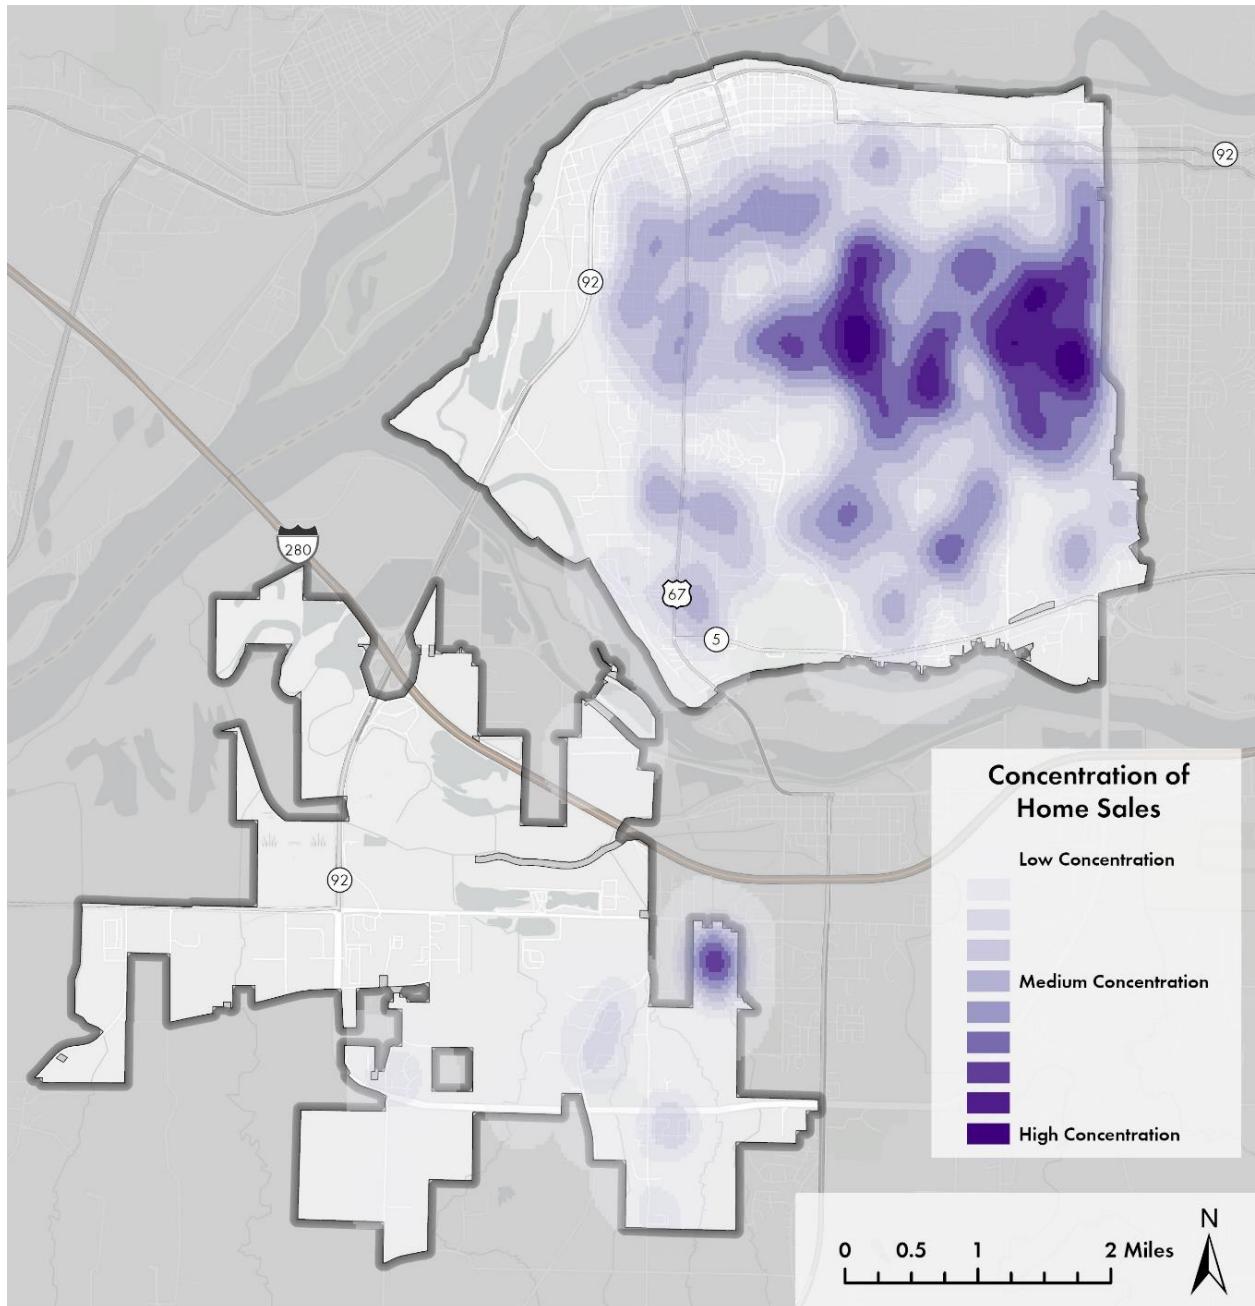 92
92
280
67
5
92
Concentration of
Home Sales
Low Concentration
Medium Concentration
High Concentration
N
0 0.5 1 2 Miles